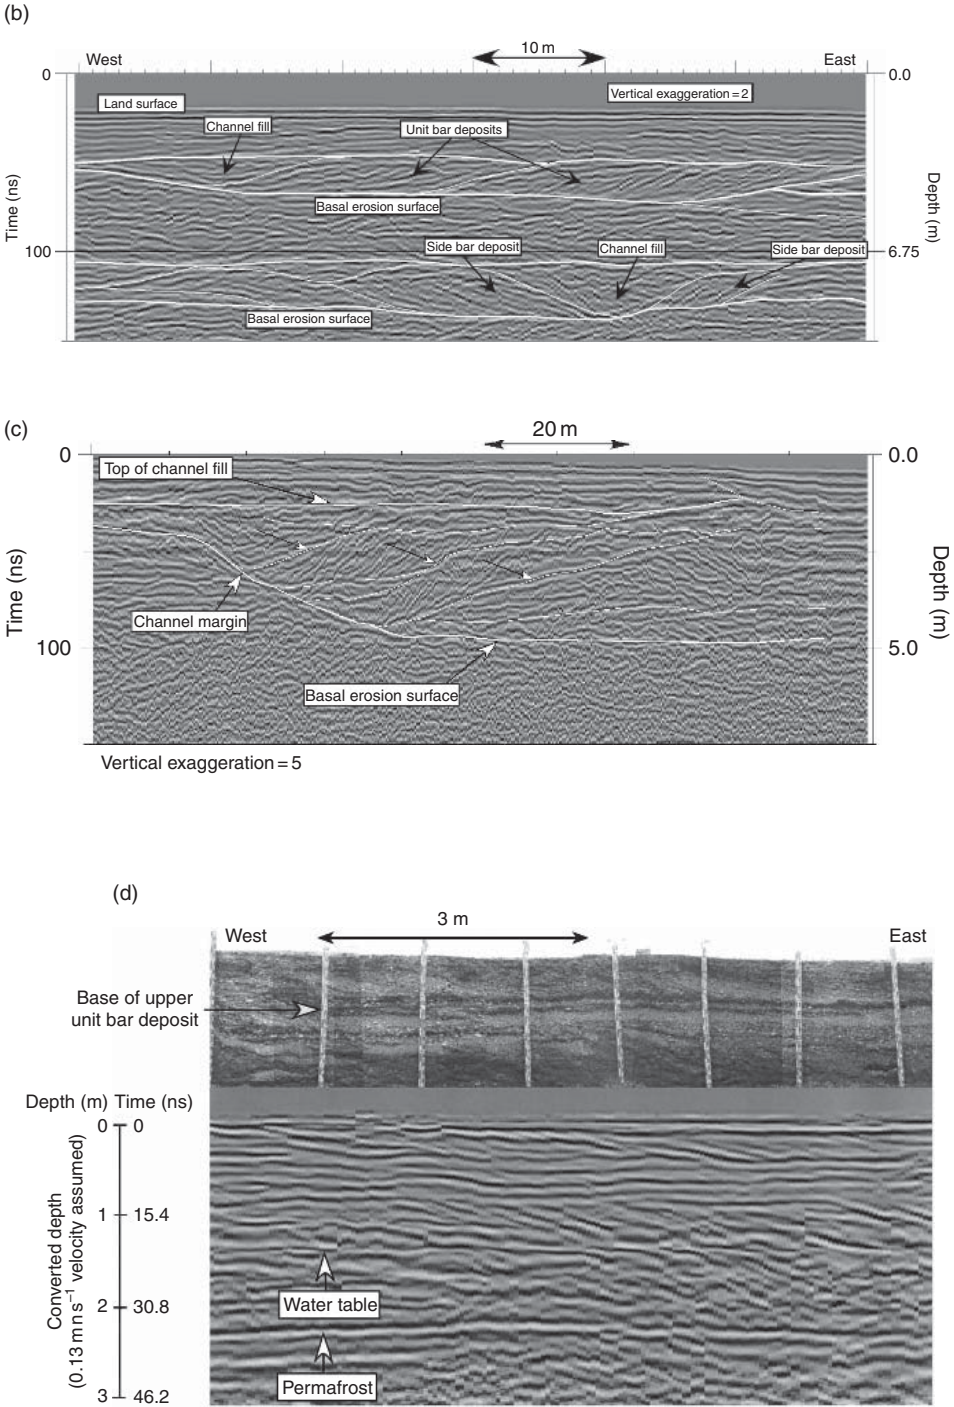 (b)
10 m
West
East
0
0.0
Vertical exaggeration = 2
Land surface
Channel fill
Unit bar deposits
Time (ns)
Depth (m)
Basal erosion surface
Side bar deposit
Channel fill
Side bar deposit
100
6.75
Basal erosion surface
(c)
20 m
0
0.0
Top of channel fill
Time (ns)
Depth (m)
Channel margin
100
5.0
Basal erosion surface
Vertical exaggeration = 5
(d)
3 m
West
East
Base of upper
unit bar deposit
Depth (m) Time (ns)
0 0
Converted depth
(0.13 m ns⁻¹ velocity assumed)
1 15.4
Water table
2 30.8
Permafrost
3 46.2